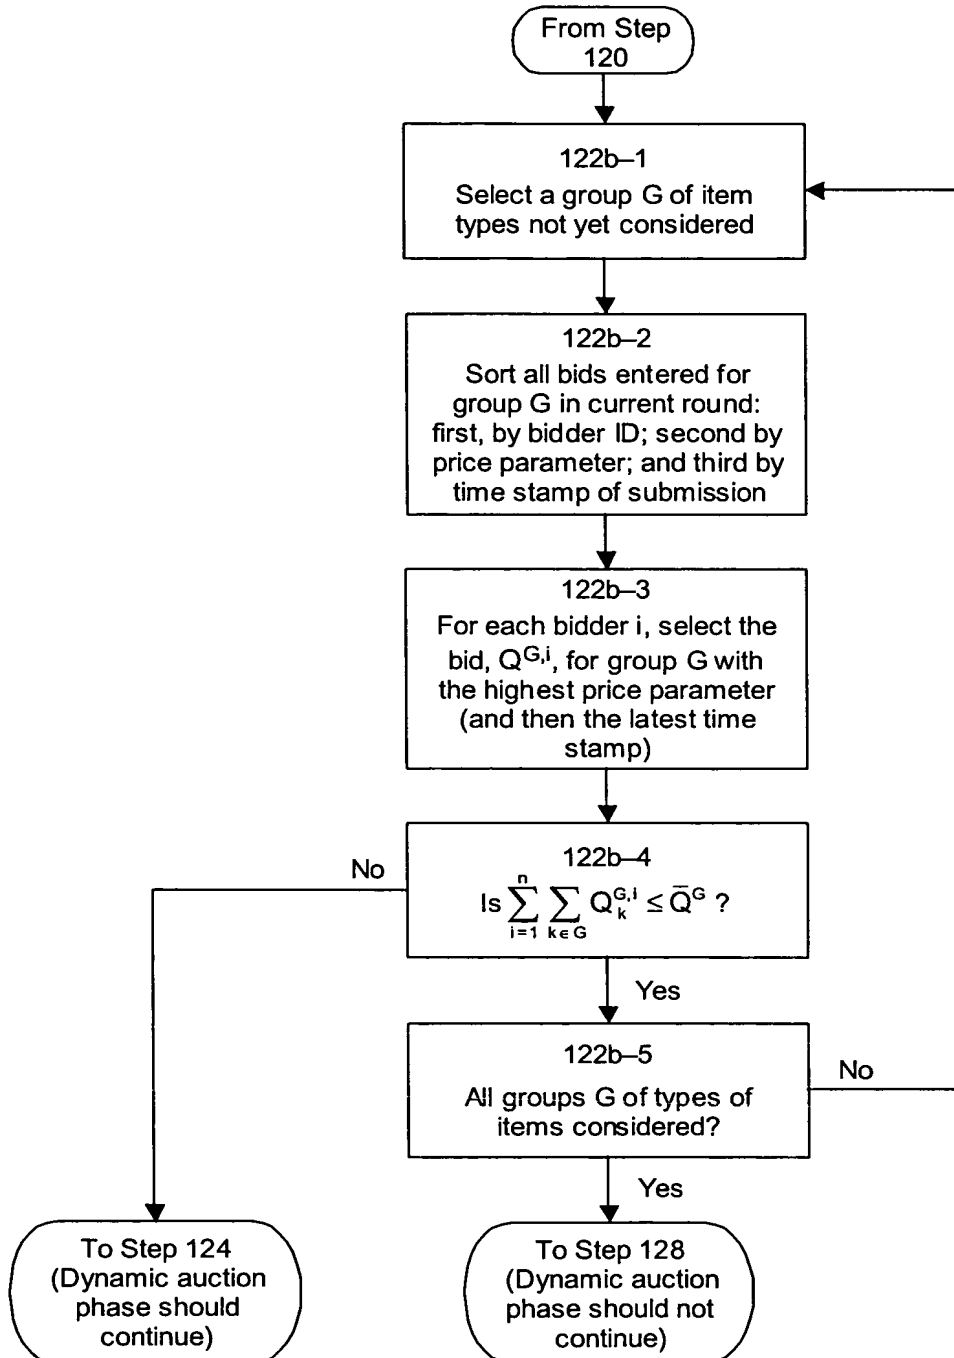 From Step
120
122b–1
Select a group G of item
types not yet considered
122b–2
Sort all bids entered for
group G in current round:
first, by bidder ID; second by
price parameter; and third by
time stamp of submission
122b–3
For each bidder i, select the
bid, Q^{G,i}, for group G with
the highest price parameter
(and then the latest time
stamp)
122b–4
No
Is \sum_{i=1}^{n} \sum_{k∈G} Q_k^{G,i} ≤ \bar{Q}^G ?
Yes
122b–5
No
All groups G of types of
items considered?
Yes
To Step 124
(Dynamic auction
phase should
continue)
To Step 128
(Dynamic auction
phase should not
continue)